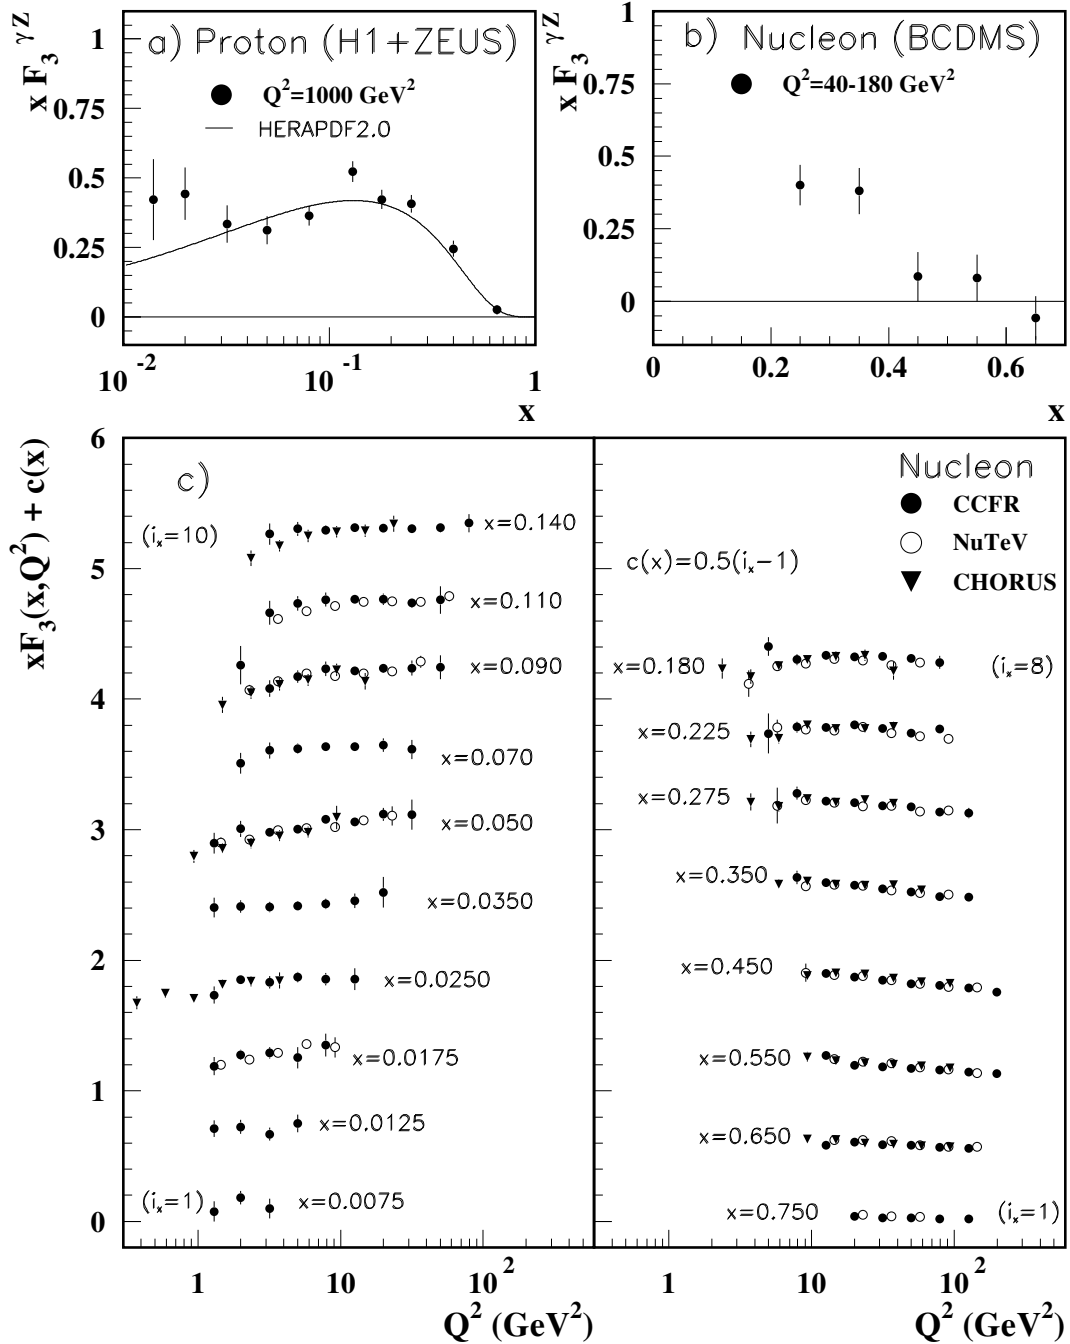 a) Proton (H1+ZEUS)
x F₃ γZ
Q²=1000 GeV²
HERAPDF2.0
1
0.75
0.5
0.25
0
10⁻² 10⁻¹ 1
x
b) Nucleon (BCDMS)
x F₃ γZ
Q²=40-180 GeV²
1
0.75
0.5
0.25
0
0 0.2 0.4 0.6
x
xF₃(x,Q²) + c(x)
c)
6
5
4
3
2
1
0
(iₓ=10)
x=0.140
x=0.110
x=0.090
x=0.070
x=0.050
x=0.0350
x=0.0250
x=0.0175
x=0.0125
(iₓ=1)
x=0.0075
1 10 10²
Q² (GeV²)
Nucleon
CCFR
NuTeV
CHORUS
c(x)=0.5(iₓ−1)
x=0.180
(iₓ=8)
x=0.225
x=0.275
x=0.350
x=0.450
x=0.550
x=0.650
x=0.750
(iₓ=1)
1 10 10²
Q² (GeV²)